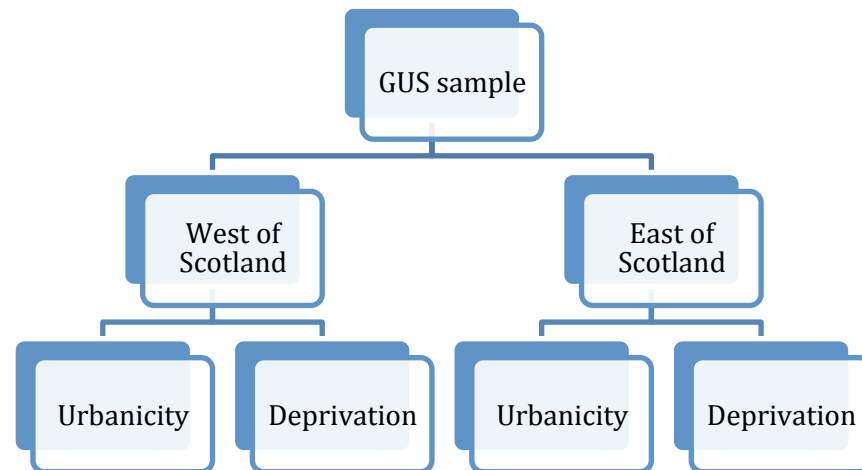 GUS sample
West of
Scotland
East of
Scotland
Urbanicity
Deprivation
Urbanicity
Deprivation